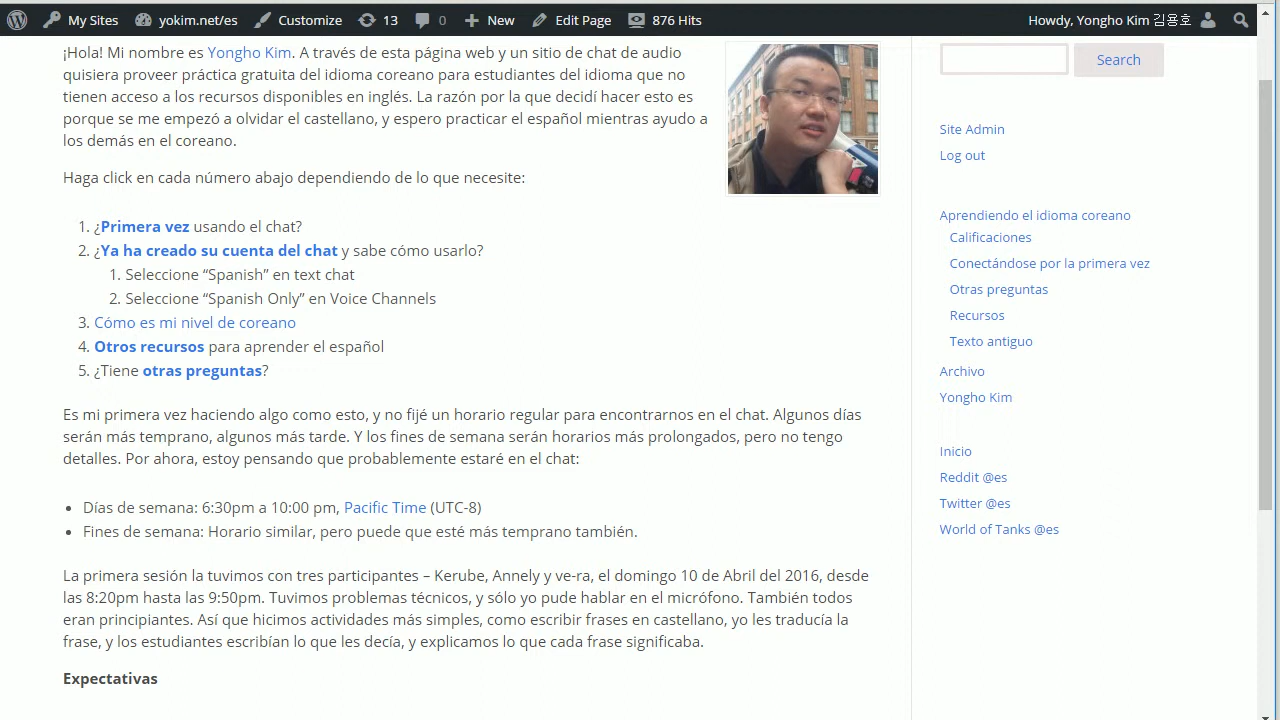 My Sites yokim.net/es Customize 13 0 New Edit Page 876 Hits Howdy, Yongho Kim 김용호
¡Hola! Mi nombre es Yongho Kim. A través de esta página web y un sitio de chat de audio
quisiera proveer práctica gratuita del idioma coreano para estudiantes del idioma que no
tienen acceso a los recursos disponibles en inglés. La razón por la que decidí hacer esto es
porque se me empezó a olvidar el castellano, y espero practicar el español mientras ayudo a
los demás en el coreano.
Haga click en cada número abajo dependiendo de lo que necesite:
1. ¿Primera vez usando el chat?
2. ¿Ya ha creado su cuenta del chat y sabe cómo usarlo?
1. Seleccione “Spanish” en text chat
2. Seleccione “Spanish Only” en Voice Channels
3. Cómo es mi nivel de coreano
4. Otros recursos para aprender el español
5. ¿Tiene otras preguntas?
Es mi primera vez haciendo algo como esto, y no fijé un horario regular para encontrarnos en el chat. Algunos días
serán más temprano, algunos más tarde. Y los fines de semana serán horarios más prolongados, pero no tengo
detalles. Por ahora, estoy pensando que probablemente estaré en el chat:
• Días de semana: 6:30pm a 10:00 pm, Pacific Time (UTC-8)
• Fines de semana: Horario similar, pero puede que esté más temprano también.
La primera sesión la tuvimos con tres participantes – Kerube, Annely y ve-ra, el domingo 10 de Abril del 2016, desde
las 8:20pm hasta las 9:50pm. Tuvimos problemas técnicos, y sólo yo pude hablar en el micrófono. También todos
eran principiantes. Así que hicimos actividades más simples, como escribir frases en castellano, yo les traducía la
frase, y los estudiantes escribían lo que les decía, y explicamos lo que cada frase significaba.
Expectativas
Search
Site Admin
Log out
Aprendiendo el idioma coreano
Calificaciones
Conectándose por la primera vez
Otras preguntas
Recursos
Texto antiguo
Archivo
Yongho Kim
Inicio
Reddit @es
Twitter @es
World of Tanks @es